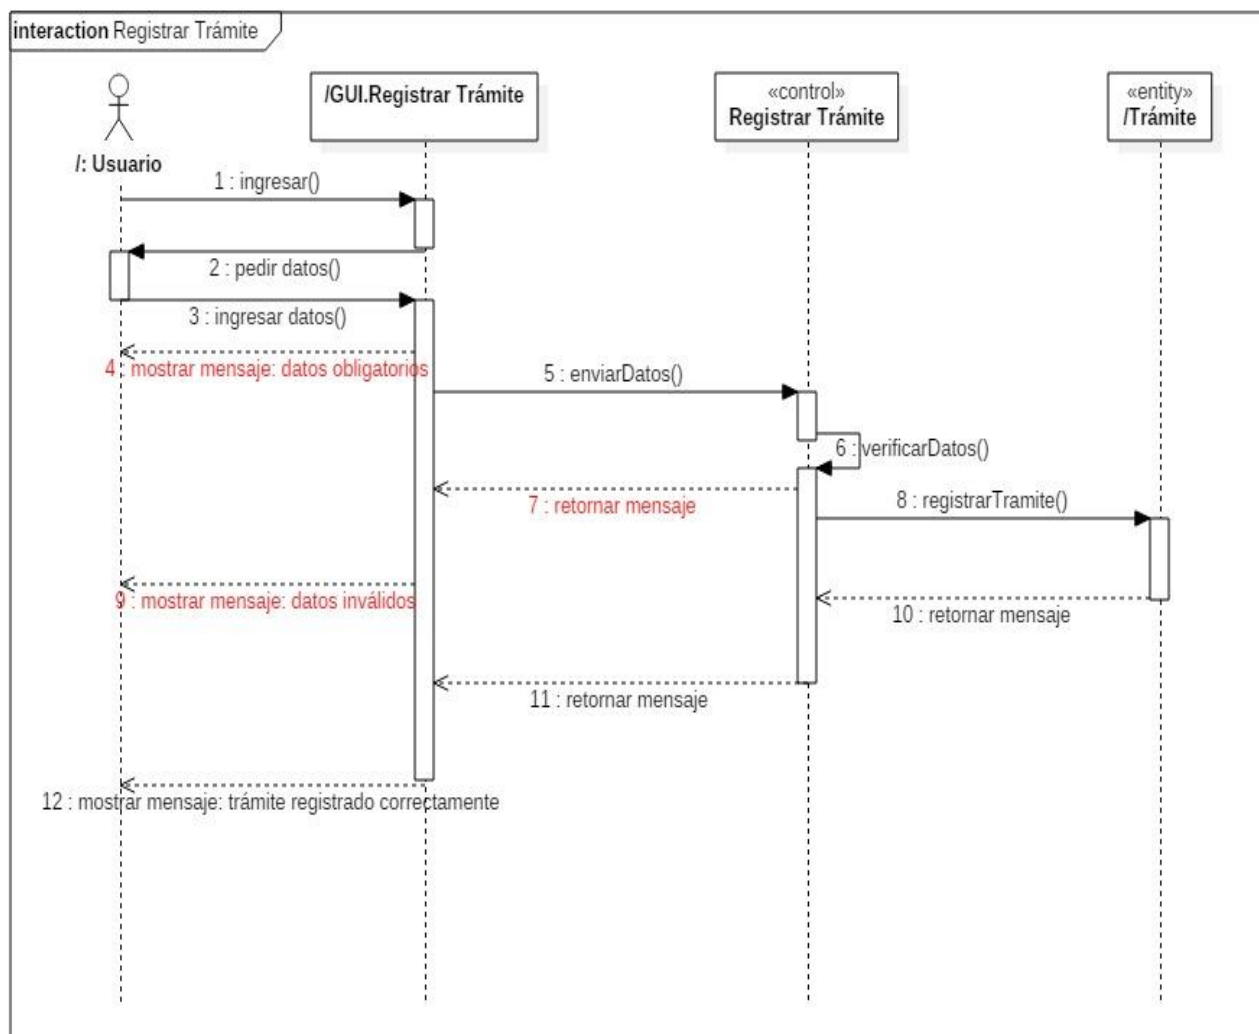 interaction Registrar Trámite
/: Usuario
/GUI.Registrar Trámite
«control»
Registrar Trámite
«entity»
/Trámite
1 : ingresar()
2 : pedir datos()
3 : ingresar datos()
4 : mostrar mensaje: datos obligatorios
5 : enviarDatos()
6 : verificarDatos()
7 : retornar mensaje
8 : registrarTramite()
9 : mostrar mensaje: datos inválidos
10 : retornar mensaje
11 : retornar mensaje
12 : mostrar mensaje: trámite registrado correctamente